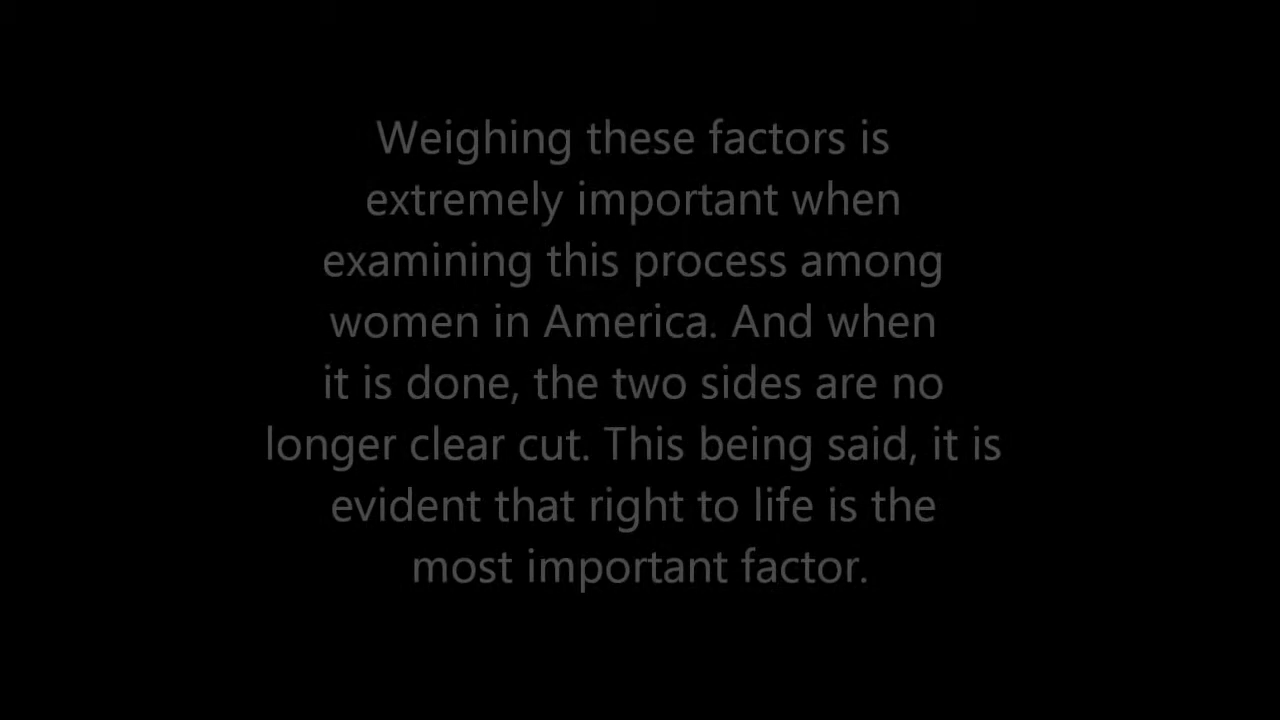 Weighing these factors is
extremely important when
examining this process among
women in America. And when
it is done, the two sides are no
longer clear cut. This being said, it is
evident that right to life is the
most important factor.